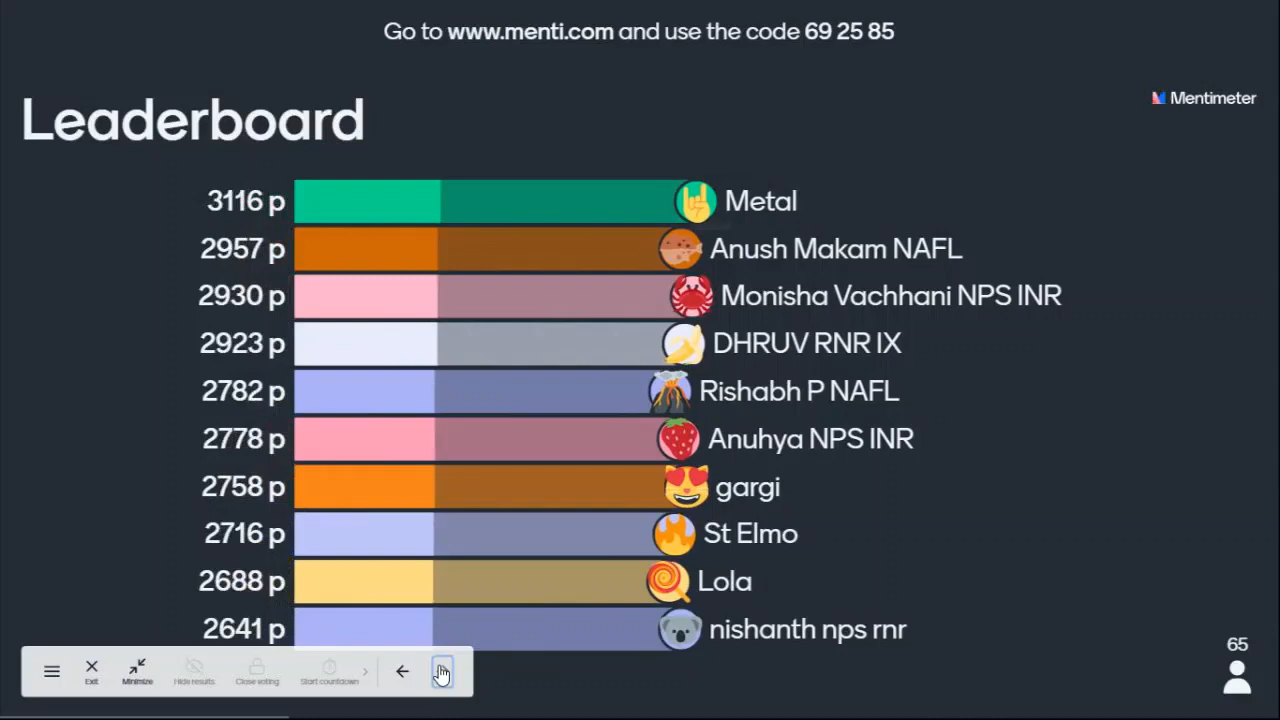 Go to www.menti.com and use the code 69 25 85
Mentimeter
Leaderboard
3116 p Metal
2957 p Anush Makam NAFL
2930 p Monisha Vachhani NPS INR
2923 p DHRUV RNR IX
2782 p Rishabh P NAFL
2778 p Anuhya NPS INR
2758 p gargi
2716 p St Elmo
2688 p Lola
2641 p nishanth nps rnr
65
Exit Minimize Hide results Close voting Start countdown